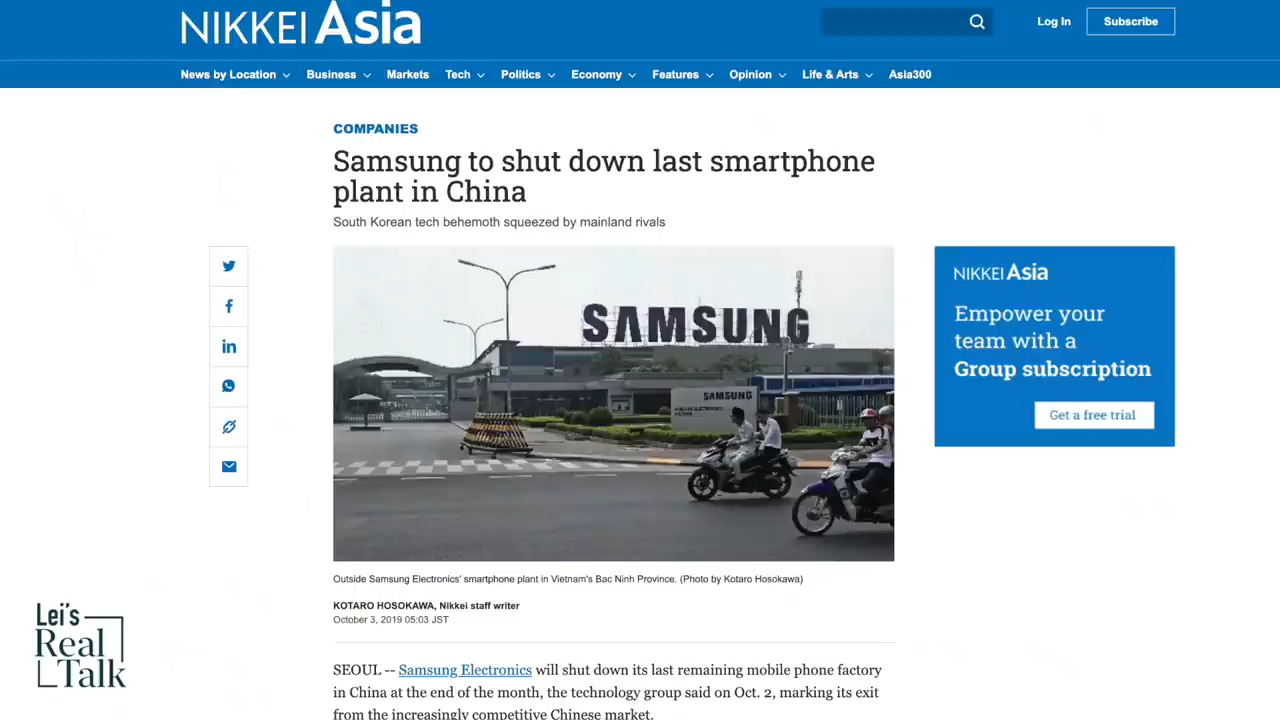 NIKKEI Asia
Log In
Subscribe
News by Location
Business
Markets
Tech
Politics
Economy
Features
Opinion
Life & Arts
Asia300
COMPANIES
Samsung to shut down last smartphone
plant in China
South Korean tech behemoth squeezed by mainland rivals
SAMSUNG
SAMSUNG
NIKKEI Asia
Empower your
team with a
Group subscription
Get a free trial
Outside Samsung Electronics' smartphone plant in Vietnam's Bac Ninh Province. (Photo by Kotaro Hosokawa)
KOTARO HOSOKAWA, Nikkei staff writer
October 3, 2019 05:03 JST
SEOUL -- Samsung Electronics will shut down its last remaining mobile phone factory
in China at the end of the month, the technology group said on Oct. 2, marking its exit
from the increasingly competitive Chinese market.
Lei's
Real
Talk